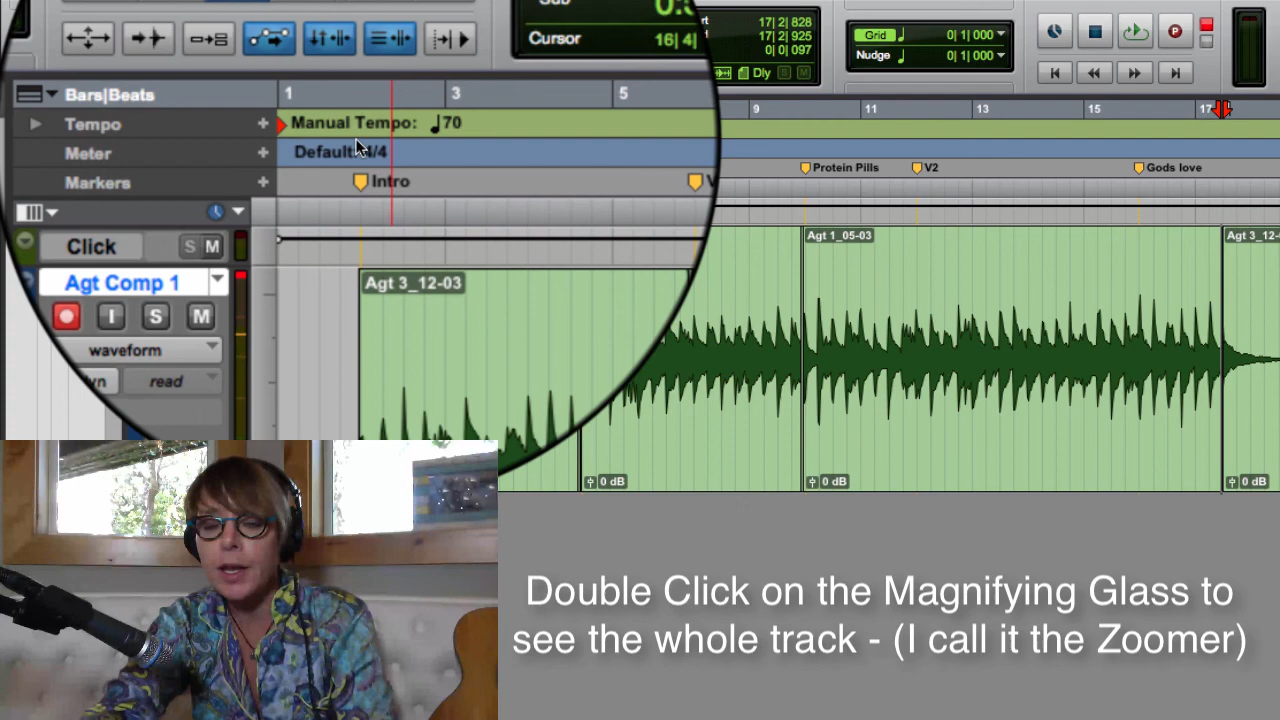 Cursor 16| 4|
17| 2| 828
17| 2| 925
0| 0| 097
Dly S M
Grid 0| 1| 000
Nudge 0| 1| 000
P
Bars|Beats 1 3 5 9 11 13 15 17
Tempo + Manual Tempo: 70
Meter + Default: 4/4
Markers + Intro Protein Pills V2 Gods love
Click S M
Agt Comp 1
Agt 3_12-03 Agt 1_05-03 Agt 3_12-
I S M
waveform
read
0 dB 0 dB 0 dB
Double Click on the Magnifying Glass to
see the whole track - (I call it the Zoomer)